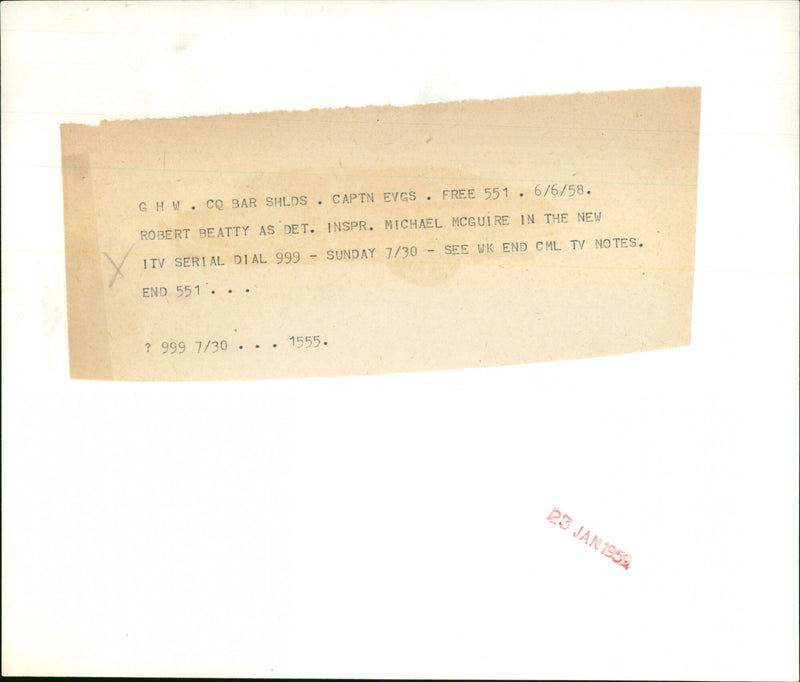 G H W . CQ BAR SHLDS . CAPTN EVGS . FREE 551 . 6/6/58.
ROBERT BEATTY AS DET. INSPR. MICHAEL MCGUIRE IN THE NEW
ITV SERIAL DIAL 999 - SUNDAY 7/30 - SEE WK END CML TV NOTES.
END 551 . . .
? 999 7/30 . . . 1555.
23 JAN 1959